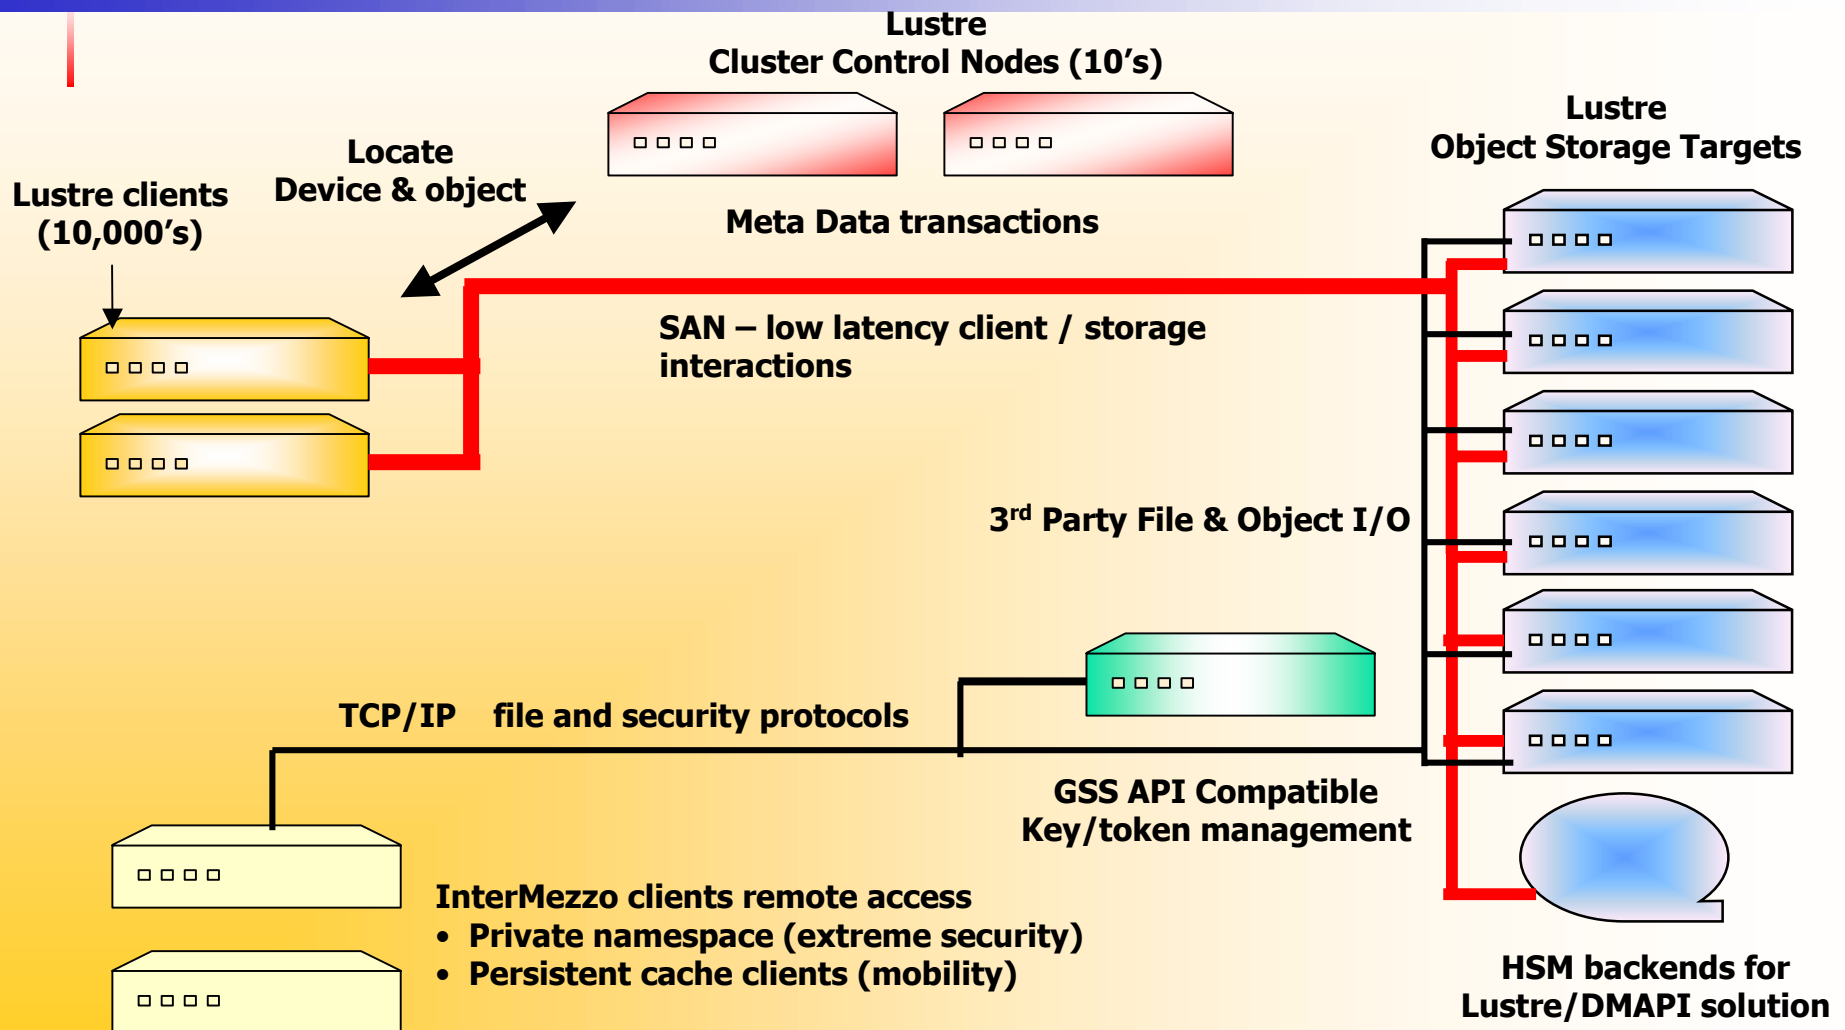 Lustre
Cluster Control Nodes (10’s)
Lustre
Object Storage Targets
Locate
Device & object
Lustre clients
(10,000’s)
Meta Data transactions
SAN – low latency client / storage
interactions
3rd Party File & Object I/O
TCP/IP    file and security protocols
GSS API Compatible
Key/token management
InterMezzo clients remote access
• Private namespace (extreme security)
• Persistent cache clients (mobility)
HSM backends for
Lustre/DMAPI solution